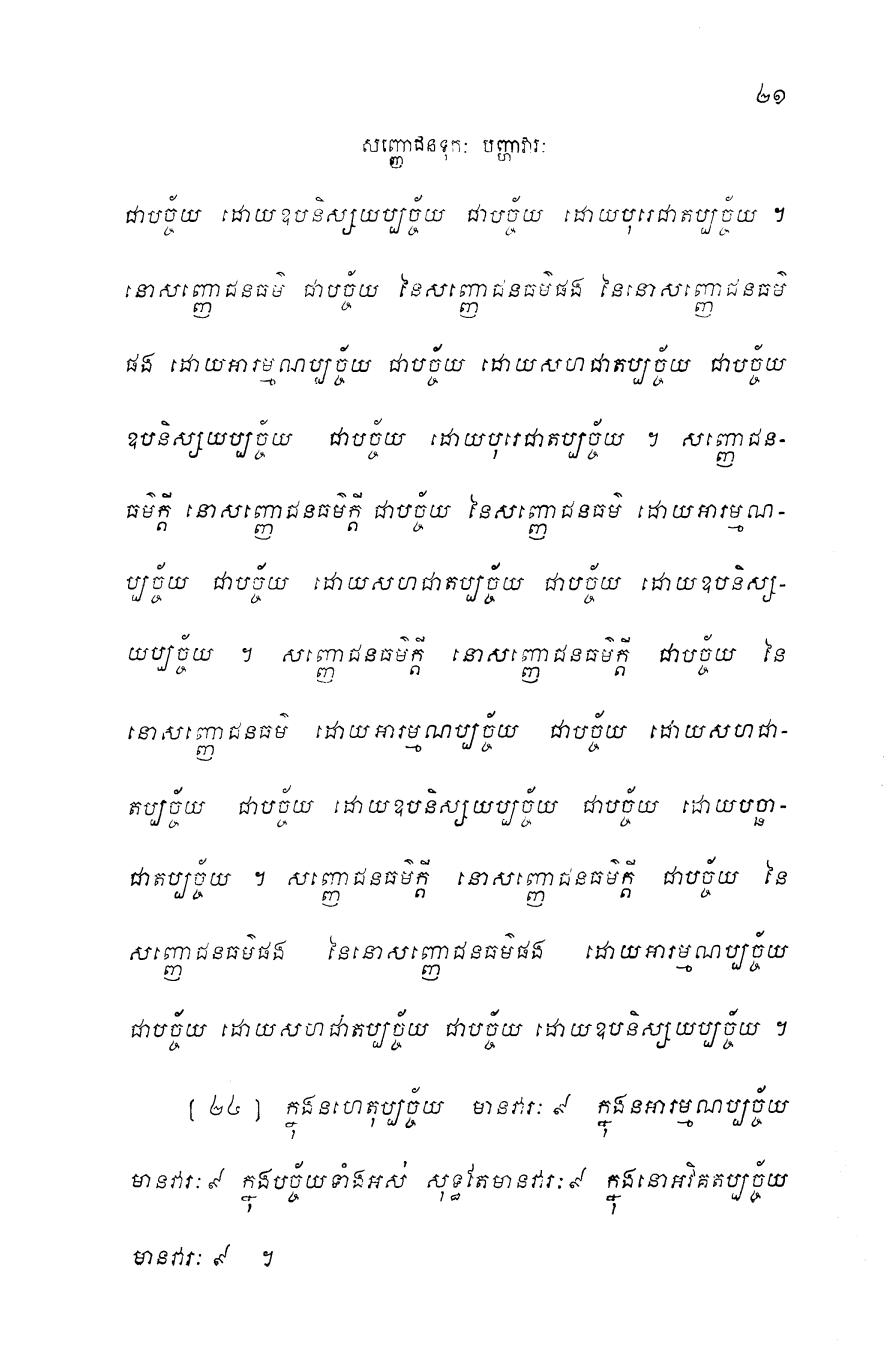 ២១
សញ្ញោជនទុកៈ បញ្ហាវារៈ
ជាបច្ច័យ ដោយឧបនិស្សយប្បច្ច័យ ជាបច្ច័យ ដោយបុរេជាតប្បច្ច័យ ។
នោសញ្ញោជនធម៌ ជាបច្ច័យ នៃសញ្ញោជនធម៌ផង នៃនោសញ្ញោជនធម៌
ផង ដោយអារម្មណប្បច្ច័យ ជាបច្ច័យ ដោយសហជាតប្បច្ច័យ ជាបច្ច័យ
ឧបនិស្សយប្បច្ច័យ ជាបច្ច័យ ដោយបុរេជាតប្បច្ច័យ ។ សញ្ញោជន-
ធម៌ក្តី នោសញ្ញោជនធម៌ក្តី ជាបច្ច័យ នៃសញ្ញោជនធម៌ ដោយអារម្មណ-
ប្បច្ច័យ ជាបច្ច័យ ដោយសហជាតប្បច្ច័យ ជាបច្ច័យ ដោយឧបនិស្ស-
យប្បច្ច័យ ។ សញ្ញោជនធម៌ក្តី នោសញ្ញោជនធម៌ក្តី ជាបច្ច័យ នៃ
នោសញ្ញោជនធម៌ ដោយអារម្មណប្បច្ច័យ ជាបច្ច័យ ដោយសហជា-
តប្បច្ច័យ ជាបច្ច័យ ដោយឧបនិស្សយប្បច្ច័យ ជាបច្ច័យ ដោយបច្ឆា-
ជាតប្បច្ច័យ ។ សញ្ញោជនធម៌ក្តី នោសញ្ញោជនធម៌ក្តី ជាបច្ច័យ នៃ
សញ្ញោជនធម៌ផង នៃនោសញ្ញោជនធម៌ផង ដោយអារម្មណប្បច្ច័យ
ជាបច្ច័យ ដោយសហជាតប្បច្ច័យ ជាបច្ច័យ ដោយឧបនិស្សយប្បច្ច័យ ។
[ ២៤ ] ក្នុងនហេតុប្បច្ច័យ មានវារៈ ៩ ក្នុងនអារម្មណប្បច្ច័យ
មានវារៈ ៩ ក្នុងបច្ច័យទាំងអស់ សុទ្ធតែមានវារៈ ៩ ក្នុងនោអវិគតប្បច្ច័យ
មានវារៈ ៩ ។